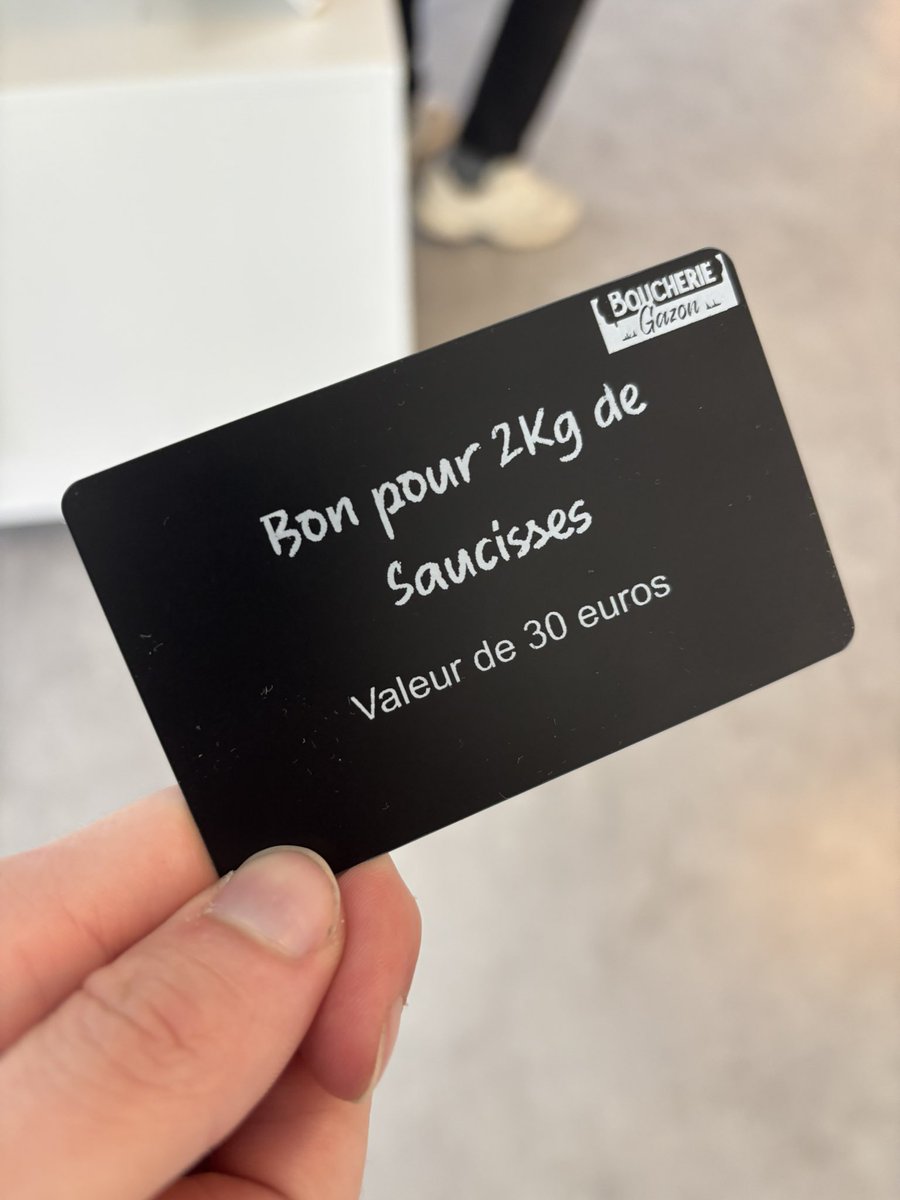 BOUCHERIE
Gazon
Bon pour 2Kg de
Saucisses
Valeur de 30 euros